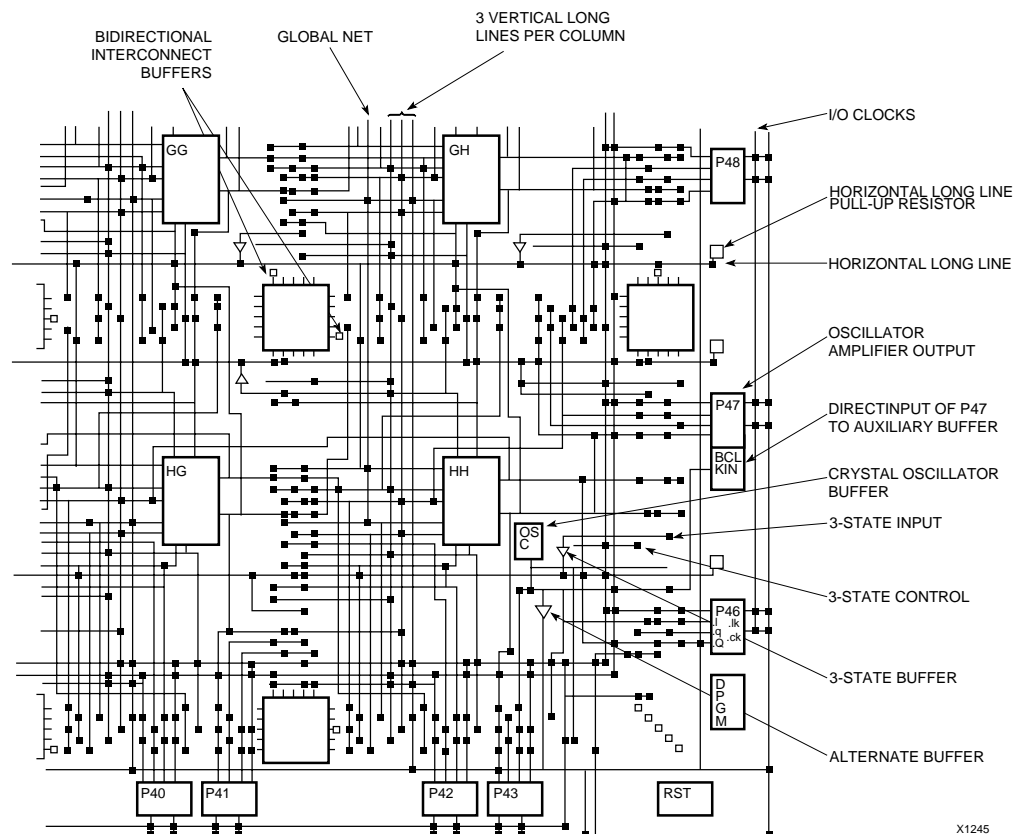 3 VERTICAL LONG
LINES PER COLUMN
BIDIRECTIONAL
INTERCONNECT
BUFFERS
GLOBAL NET
I/O CLOCKS
GG
GH
P48
HORIZONTAL LONG LINE
PULL-UP RESISTOR
HORIZONTAL LONG LINE
OSCILLATOR
AMPLIFIER OUTPUT
P47
DIRECTINPUT OF P47
TO AUXILIARY BUFFER
HG
HH
BCL
KIN
CRYSTAL OSCILLATOR
BUFFER
OS
C
3-STATE INPUT
3-STATE CONTROL
P46
.I
.lk
.q
.ck
Q
3-STATE BUFFER
D
P
G
M
ALTERNATE BUFFER
P40
P41
P42
P43
RST
X1245